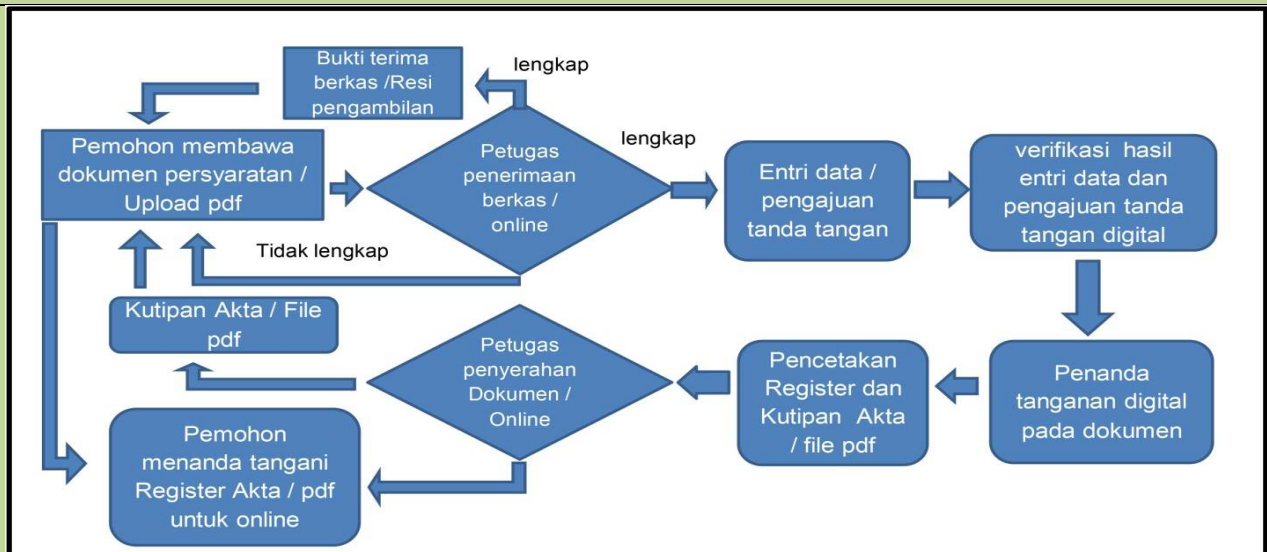 Bukti terima
berkas /Resi
pengambilan
lengkap
Pemohon membawa
dokumen persyaratan /
Upload pdf
Petugas
penerimaan
berkas /
online
lengkap
Entri data /
pengajuan
tanda tangan
verifikasi hasil
entri data dan
pengajuan tanda
tangan digital
Tidak lengkap
Kutipan Akta / File
pdf
Petugas
penyerahan
Dokumen /
Online
Pencetakan
Register dan
Kutipan Akta
/ file pdf
Penanda
tanganan digital
pada dokumen
Pemohon
menanda tangani
Register Akta / pdf
untuk online